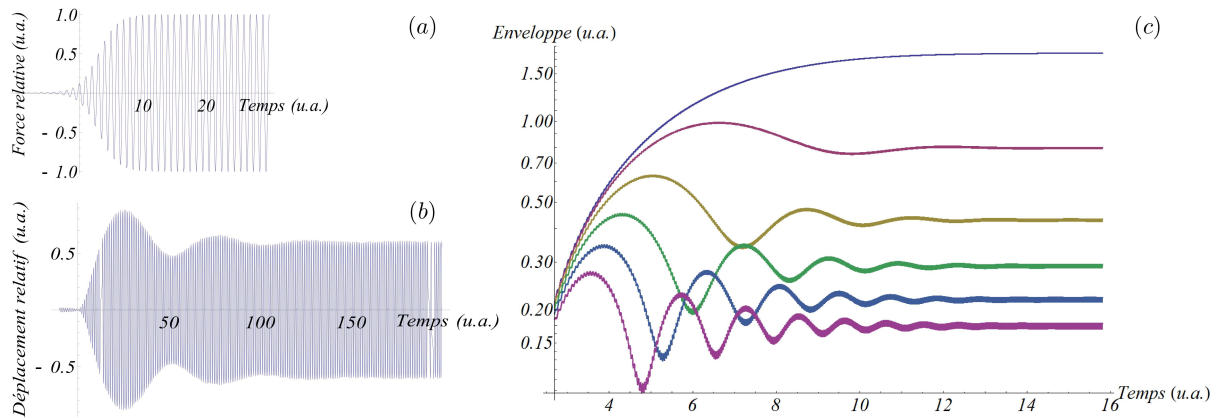 (a)
Force relative (u.a.)
1.0
0.5
- 0.5
- 1.0
10
20
Temps (u.a.)
(b)
Déplacement relatif (u.a.)
0.5
- 0.5
50
100
150
Temps (u.a.)
(c)
Enveloppe (u.a.)
1.50
1.00
0.70
0.50
0.30
0.20
0.15
4
6
8
10
12
14
16
Temps (u.a.)